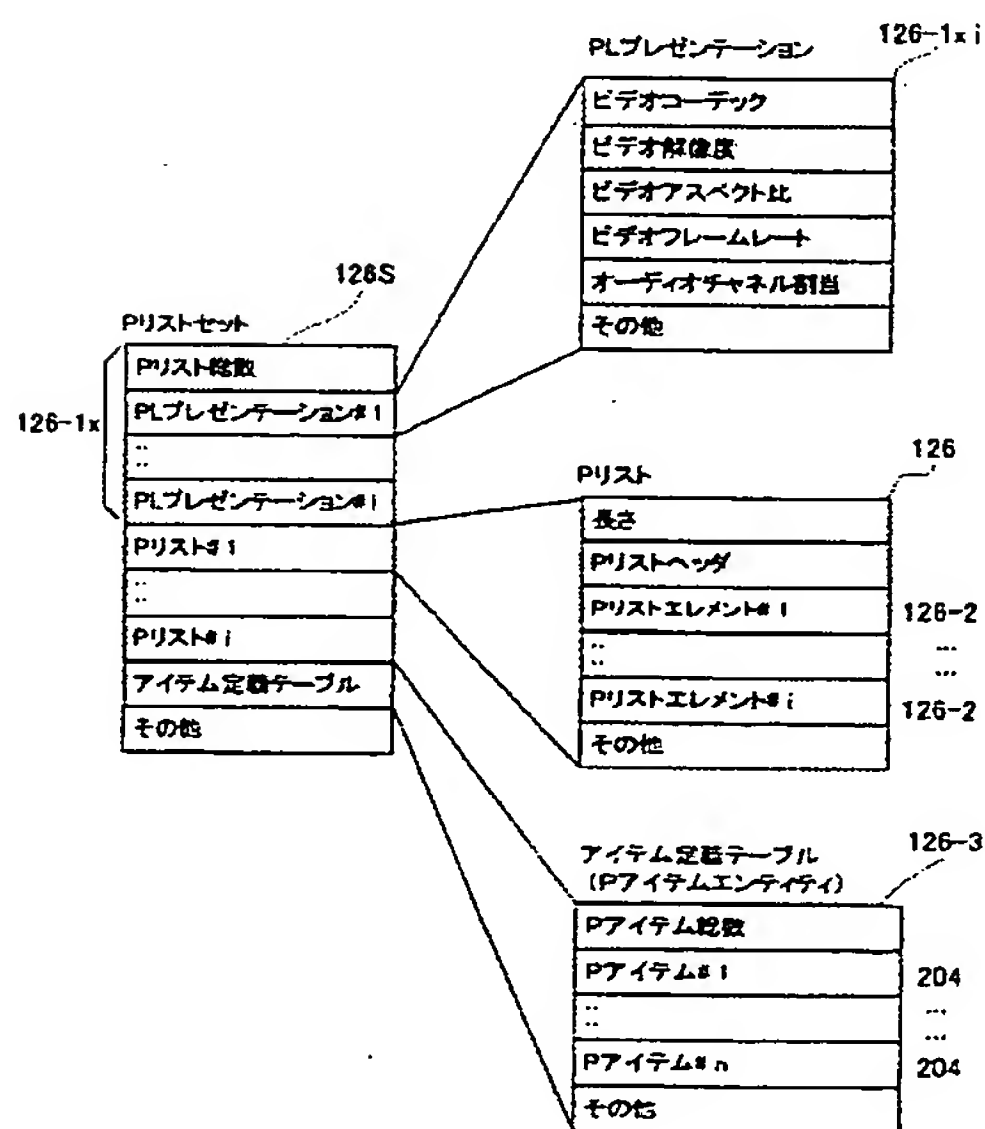 PLプレゼンテーション
126-1xi
ビデオコーデック
ビデオ解像度
ビデオアスペクト比
ビデオフレームレート
オーディオチャネル割当
その他
126S
Pリストセット
Pリスト総数
126-1x
PLプレゼンテーション#1
::
PLプレゼンテーション#i
Pリスト#1
::
Pリスト#i
アイテム定義テーブル
その他
126
Pリスト
長さ
Pリストヘッダ
Pリストエレメント#1
126-2
::
...
...
Pリストエレメント#i
126-2
その他
126-3
アイテム定義テーブル
(Pアイテムエンティティ)
Pアイテム総数
Pアイテム#1
204
::
...
...
Pアイテム#n
204
その他